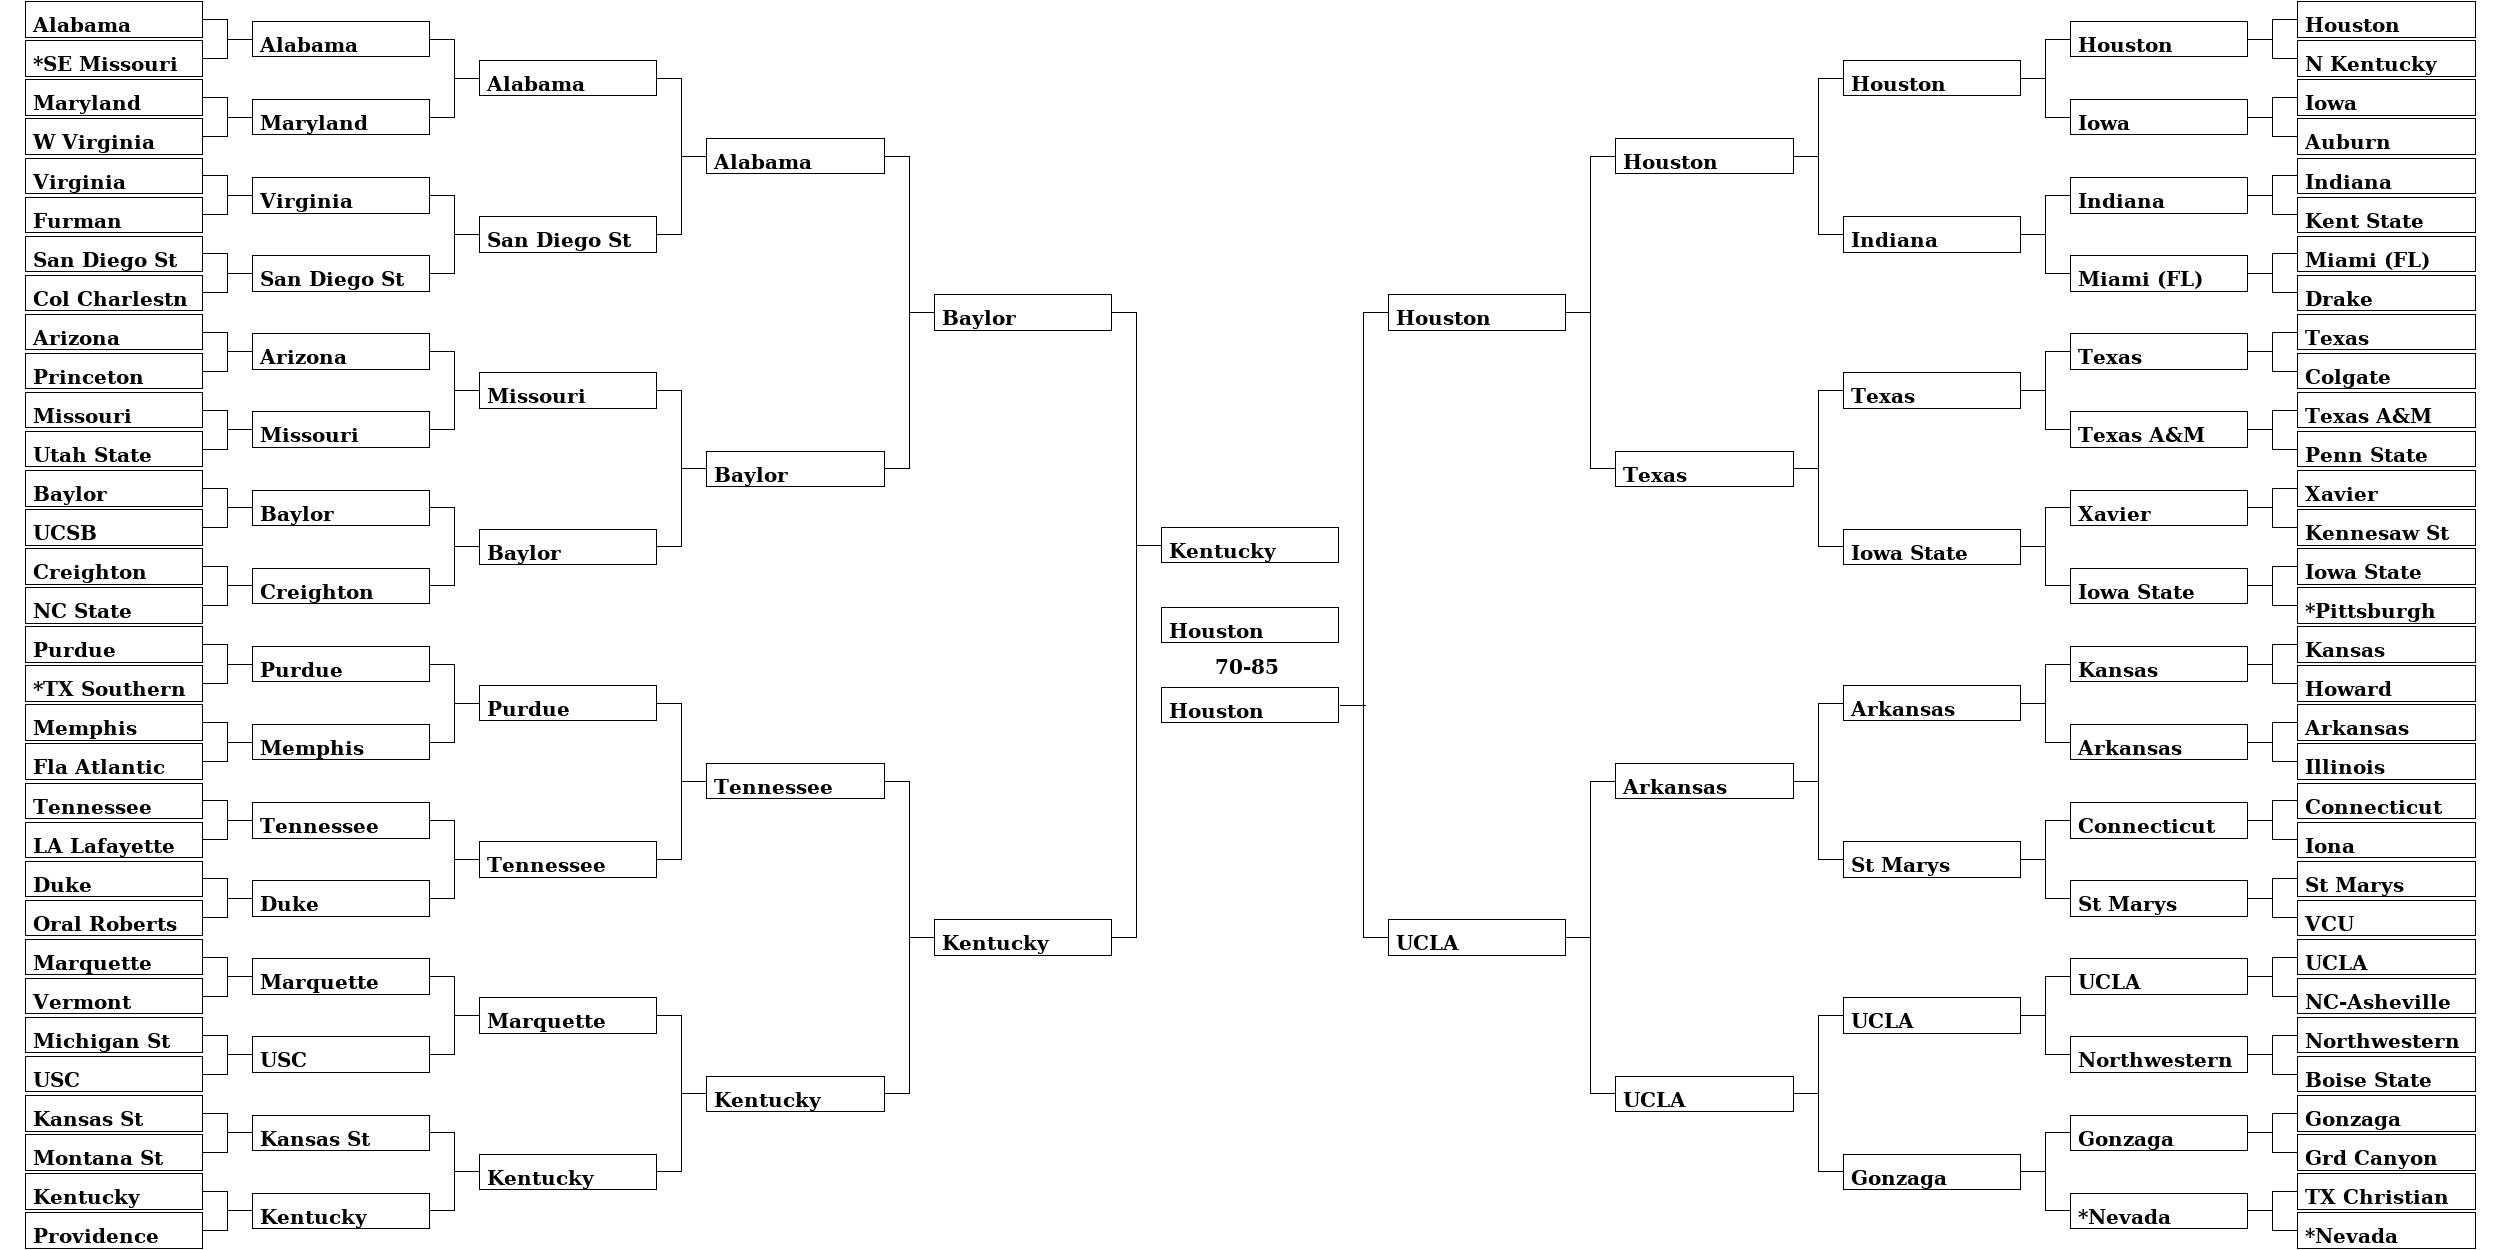 Alabama
*SE Missouri
Maryland
W Virginia
Virginia
Furman
San Diego St
Col Charlestn
Arizona
Princeton
Missouri
Utah State
Baylor
UCSB
Creighton
NC State
Purdue
*TX Southern
Memphis
Fla Atlantic
Tennessee
LA Lafayette
Duke
Oral Roberts
Marquette
Vermont
Michigan St
USC
Kansas St
Montana St
Kentucky
Providence
Alabama
Maryland
Virginia
San Diego St
Arizona
Missouri
Baylor
Creighton
Purdue
Memphis
Tennessee
Duke
Marquette
USC
Kansas St
Kentucky
Alabama
San Diego St
Missouri
Baylor
Purdue
Tennessee
Marquette
Kentucky
Alabama
Baylor
Tennessee
Kentucky
Baylor
Kentucky
Kentucky
Houston
70-85
Houston
Houston
UCLA
Houston
Texas
Arkansas
UCLA
Houston
Indiana
Texas
Iowa State
Arkansas
St Marys
UCLA
Gonzaga
Houston
Iowa
Indiana
Miami (FL)
Texas
Texas A&M
Xavier
Iowa State
Kansas
Arkansas
Connecticut
St Marys
UCLA
Northwestern
Gonzaga
*Nevada
Houston
N Kentucky
Iowa
Auburn
Indiana
Kent State
Miami (FL)
Drake
Texas
Colgate
Texas A&M
Penn State
Xavier
Kennesaw St
Iowa State
*Pittsburgh
Kansas
Howard
Arkansas
Illinois
Connecticut
Iona
St Marys
VCU
UCLA
NC-Asheville
Northwestern
Boise State
Gonzaga
Grd Canyon
TX Christian
*Nevada